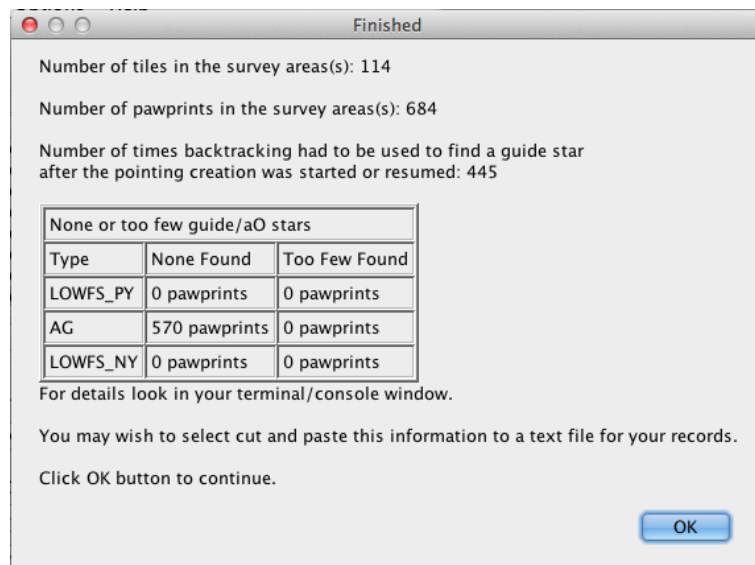 Finished
Number of tiles in the survey areas(s): 114
Number of pawprints in the survey areas(s): 684
Number of times backtracking had to be used to find a guide star
after the pointing creation was started or resumed: 445
None or too few guide/aO stars
Type None Found Too Few Found
LOWFS_PY 0 pawprints 0 pawprints
AG 570 pawprints 0 pawprints
LOWFS_NY 0 pawprints 0 pawprints
For details look in your terminal/console window.
You may wish to select cut and paste this information to a text file for your records.
Click OK button to continue.
OK